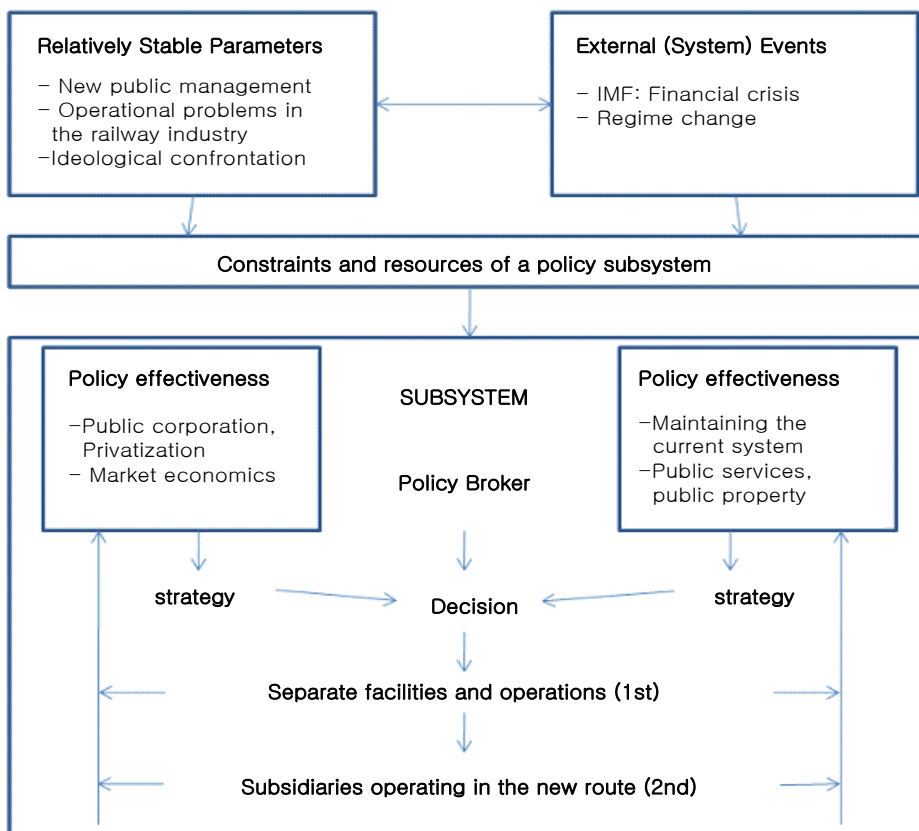 Relatively Stable Parameters
- New public management
- Operational problems in
the railway industry
-Ideological confrontation
External (System) Events
- IMF: Financial crisis
- Regime change
Constraints and resources of a policy subsystem
Policy effectiveness
-Public corporation,
Privatization
- Market economics
SUBSYSTEM
Policy Broker
Policy effectiveness
-Maintaining the
current system
-Public services,
public property
strategy
Decision
strategy
Separate facilities and operations (1st)
Subsidiaries operating in the new route (2nd)